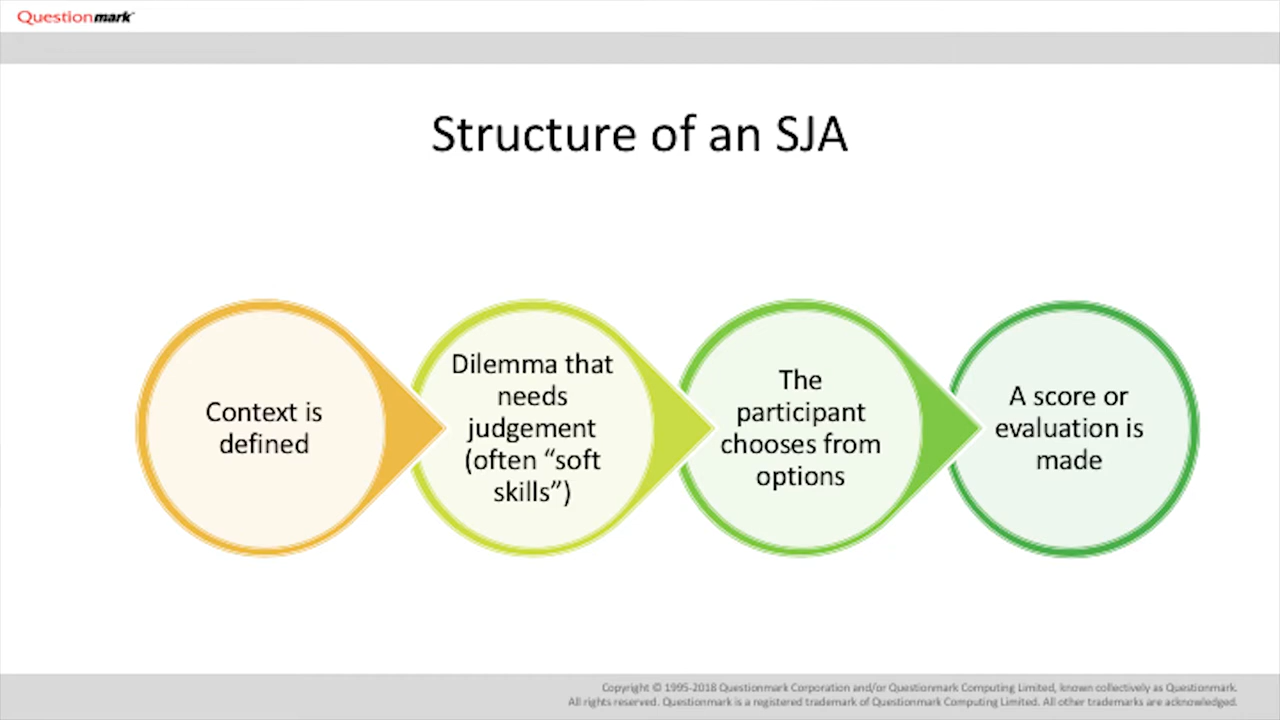 Questionmark
Structure of an SJA
Context is
defined
Dilemma that
needs
judgement
(often “soft
skills”)
The
participant
chooses from
options
A score or
evaluation is
made
Copyright © 1995-2018 Questionmark Corporation and/or Questionmark Computing Limited, known collectively as Questionmark.
All rights reserved. Questionmark is a registered trademark of Questionmark Computing Limited. All other trademarks are acknowledged.